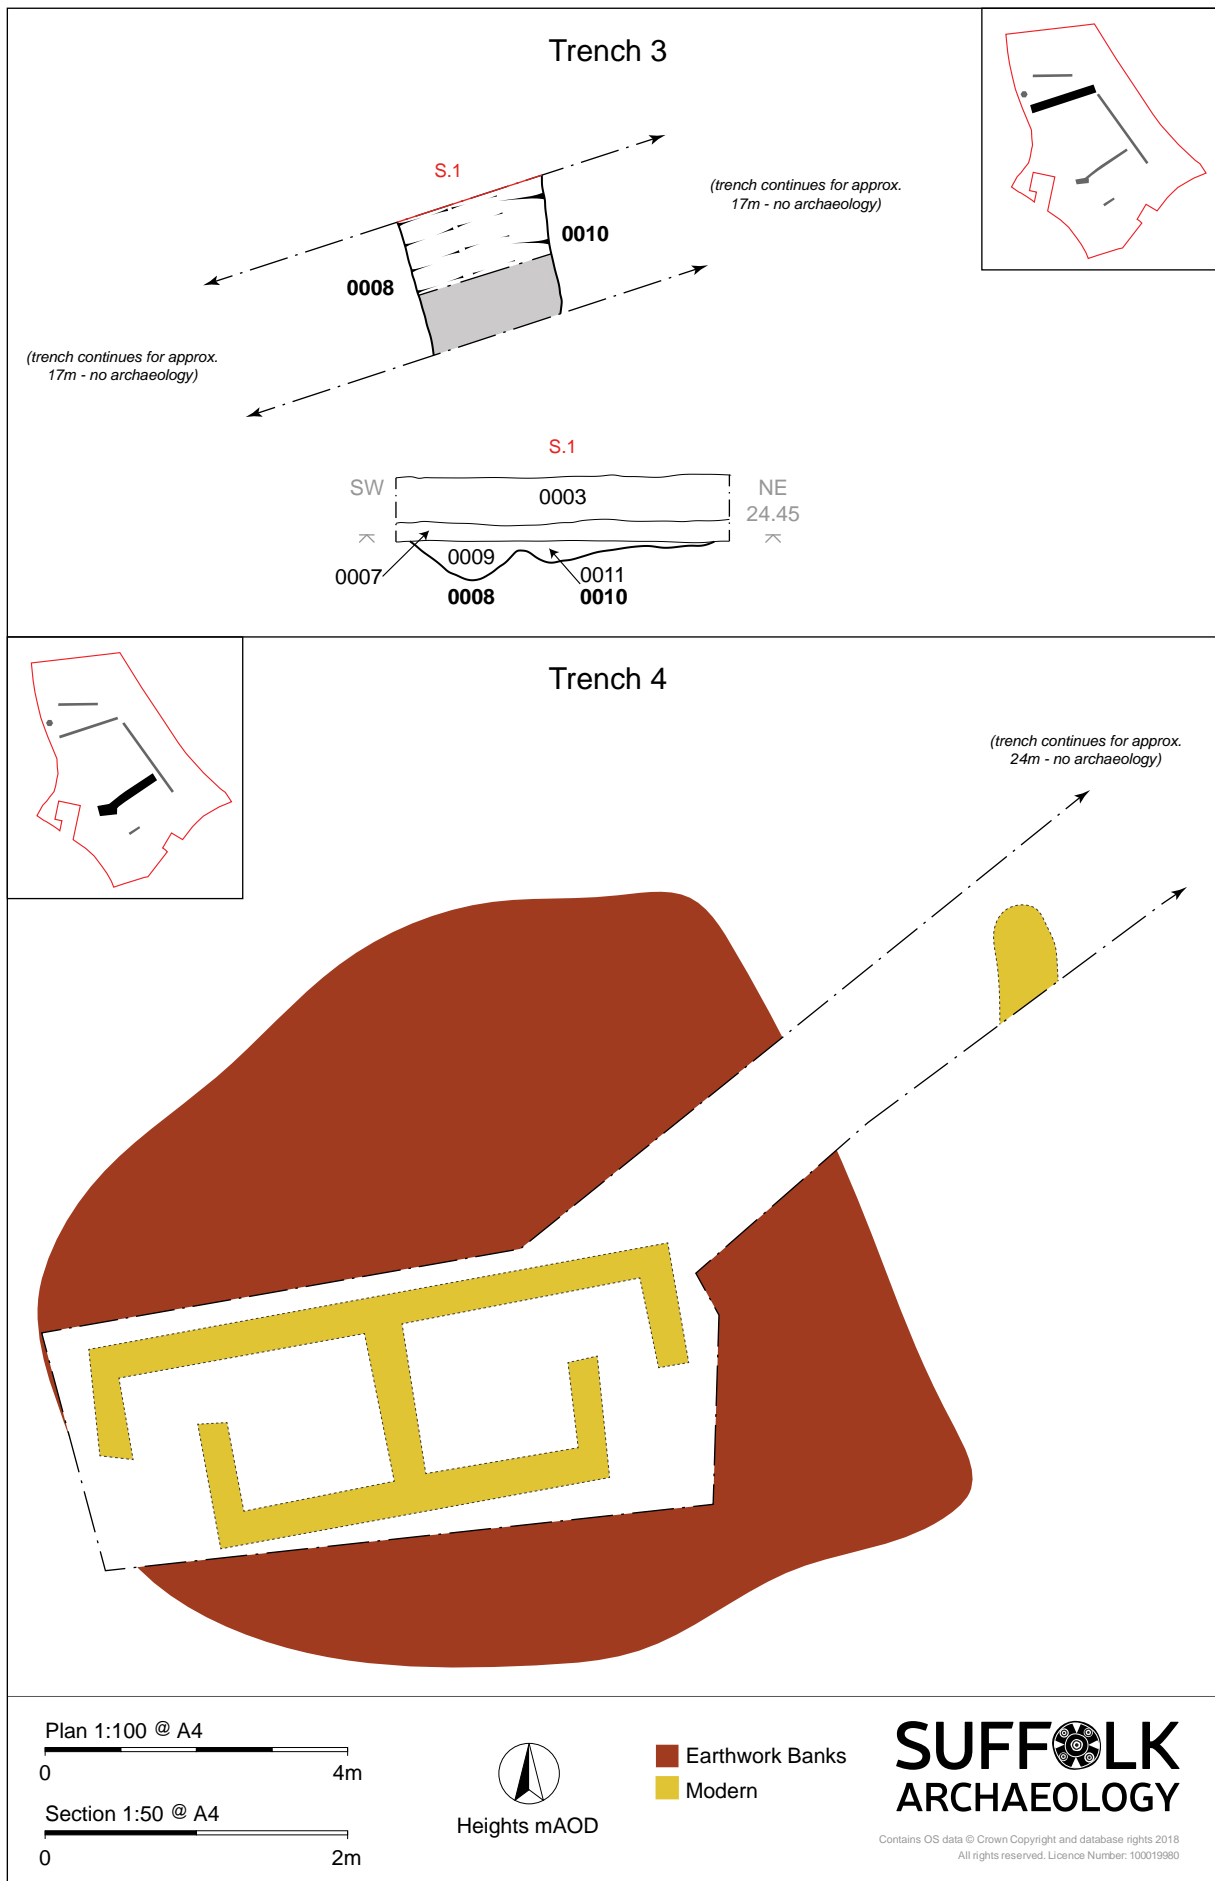 Trench 3
S.1
(trench continues for approx.
17m - no archaeology)
0010
0008
(trench continues for approx.
17m - no archaeology)
S.1
SW
NE
0003
24.45
0009
0007
0011
0008
0010
Trench 4
(trench continues for approx.
24m - no archaeology)
Plan 1:100 @ A4
0
4m
Section 1:50 @ A4
0
2m
Heights mAOD
Earthwork Banks
Modern
SUFFOLK
ARCHAEOLOGY
Contains OS data © Crown Copyright and database rights 2018
All rights reserved. Licence Number: 100019980